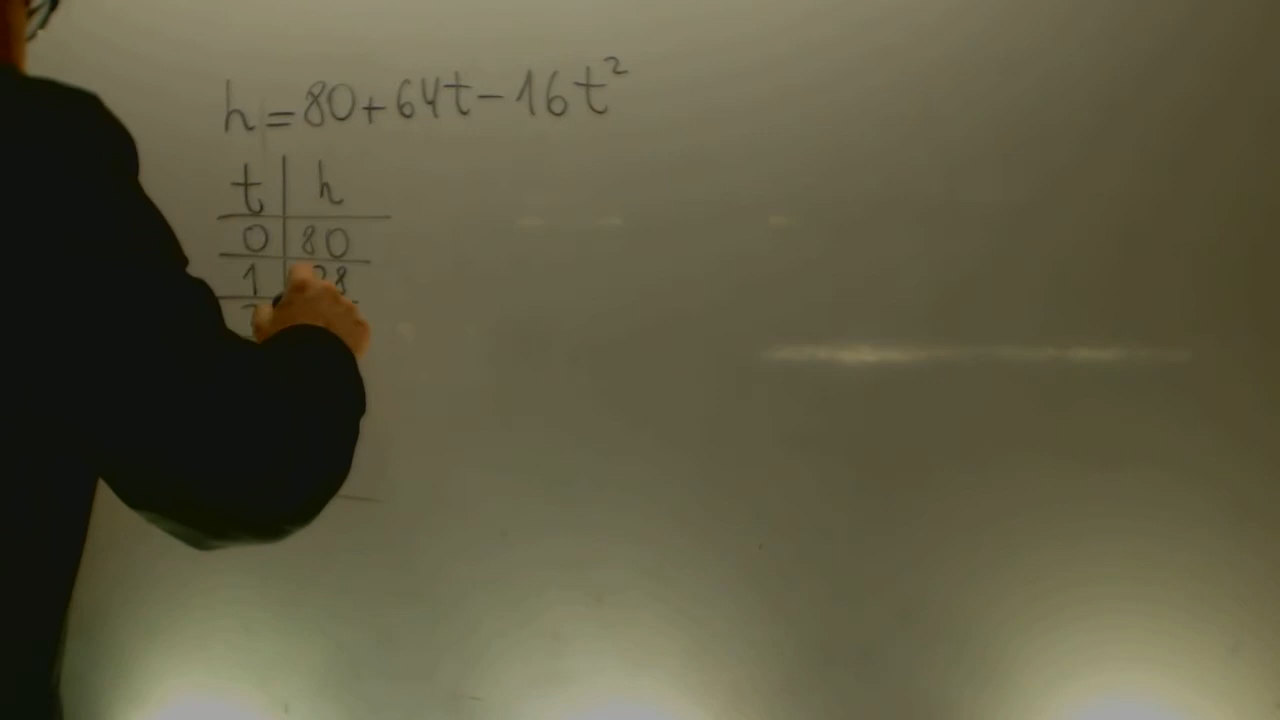 h = 80 + 64t - 16t²
t h
0 80
1